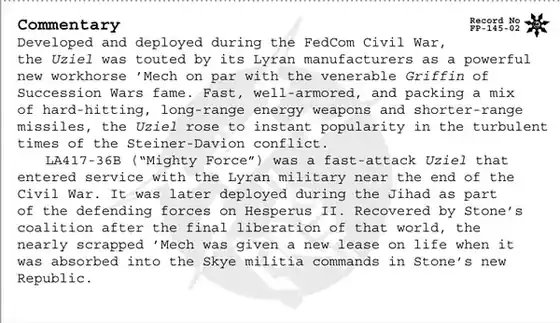 Commentary
Record No
FP-145-02
Developed and deployed during the FedCom Civil War,
the Uziel was touted by its Lyran manufacturers as a powerful
new workhorse ’Mech on par with the venerable Griffin of
Succession Wars fame. Fast, well-armored, and packing a mix
of hard-hitting, long-range energy weapons and shorter-range
missiles, the Uziel rose to instant popularity in the turbulent
times of the Steiner-Davion conflict.
LA417-36B (“Mighty Force”) was a fast-attack Uziel that
entered service with the Lyran military near the end of the
Civil War. It was later deployed during the Jihad as part
of the defending forces on Hesperus II. Recovered by Stone’s
coalition after the final liberation of that world, the
nearly scrapped ’Mech was given a new lease on life when it
was absorbed into the Skye militia commands in Stone’s new
Republic.